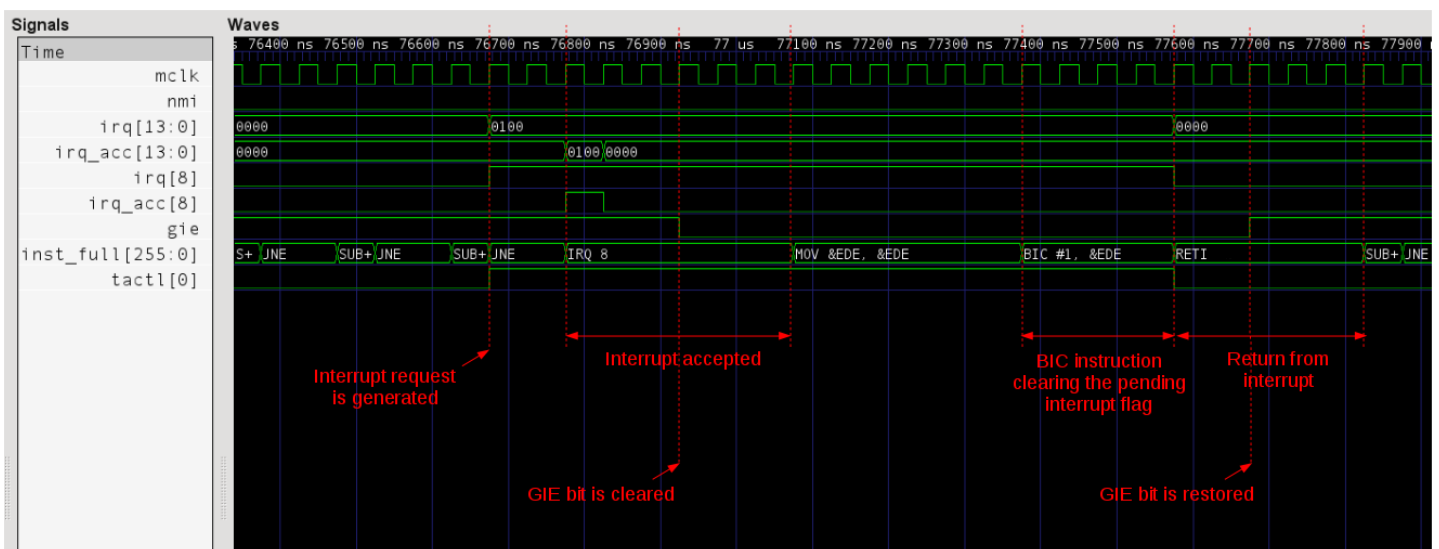 Signals
Waves
Time
s 76400 ns 76500 ns 76600 ns 76700 ns 76800 ns 76900 ns 77 us 77100 ns 77200 ns 77300 ns 77400 ns 77500 ns 77600 ns 77700 ns 77800 ns 77900
mclk
nmi
irq[13:0] 0000 0100 0000
irq_acc[13:0] 0000 0100 0000
irq[8]
irq_acc[8]
gie
inst_full[255:0] S+ JNE SUB+ JNE SUB+ JNE IRQ 8 MOV &EDE, &EDE BIC #1, &EDE RETI SUB+ JNE
tactl[0]
Interrupt request
is generated
Interrupt accepted
BIC instruction
clearing the pending
interrupt flag
Return from
interrupt
GIE bit is cleared
GIE bit is restored